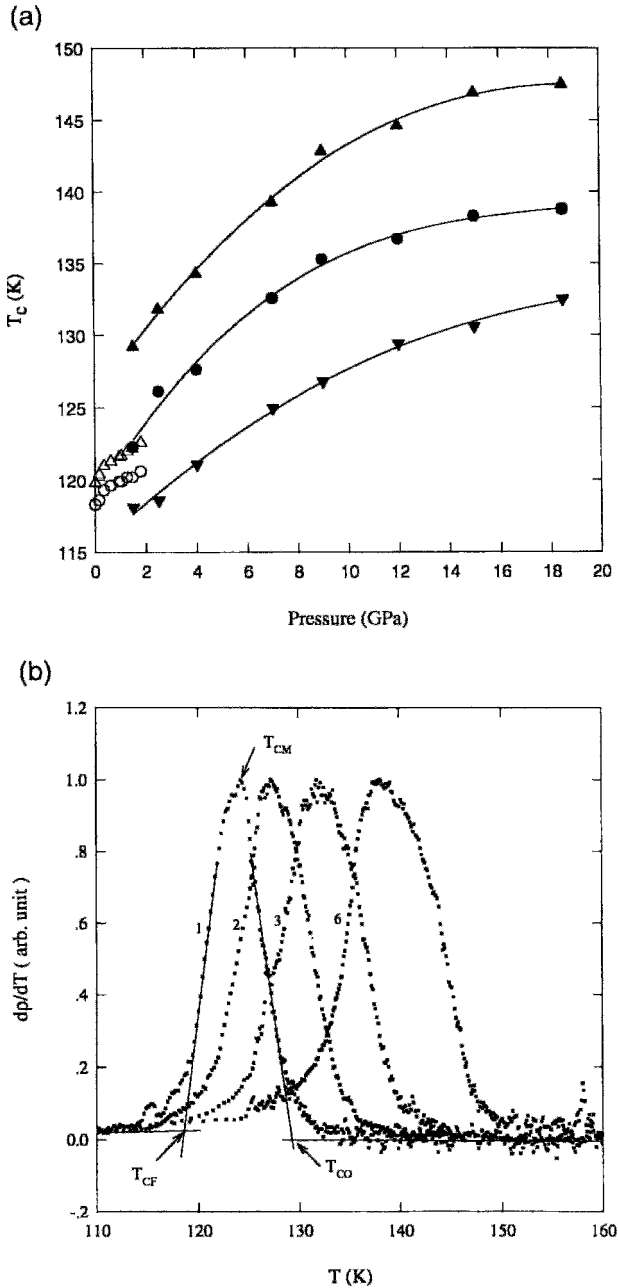 (a)
150
145
140
135
130
125
120
115
T_C (K)
0 2 4 6 8 10 12 14 16 18 20
Pressure (GPa)
(b)
1.2
1.0
.8
.6
.4
.2
0.0
-.2
dρ/dT ( arb. unit )
T_CM
1 2 3 6
T_CF
T_CO
110 120 130 140 150 160
T (K)